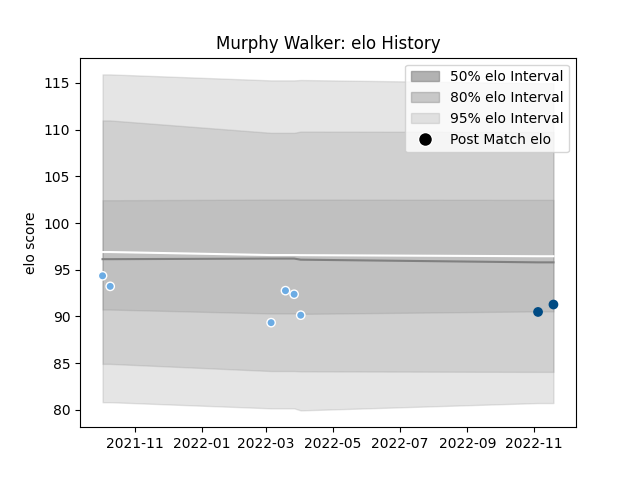 Murphy Walker: elo History
115
110
105
100
95
90
85
80
elo score
50% elo Interval
80% elo Interval
95% elo Interval
Post Match elo
2021-11
2022-01
2022-03
2022-05
2022-07
2022-09
2022-11